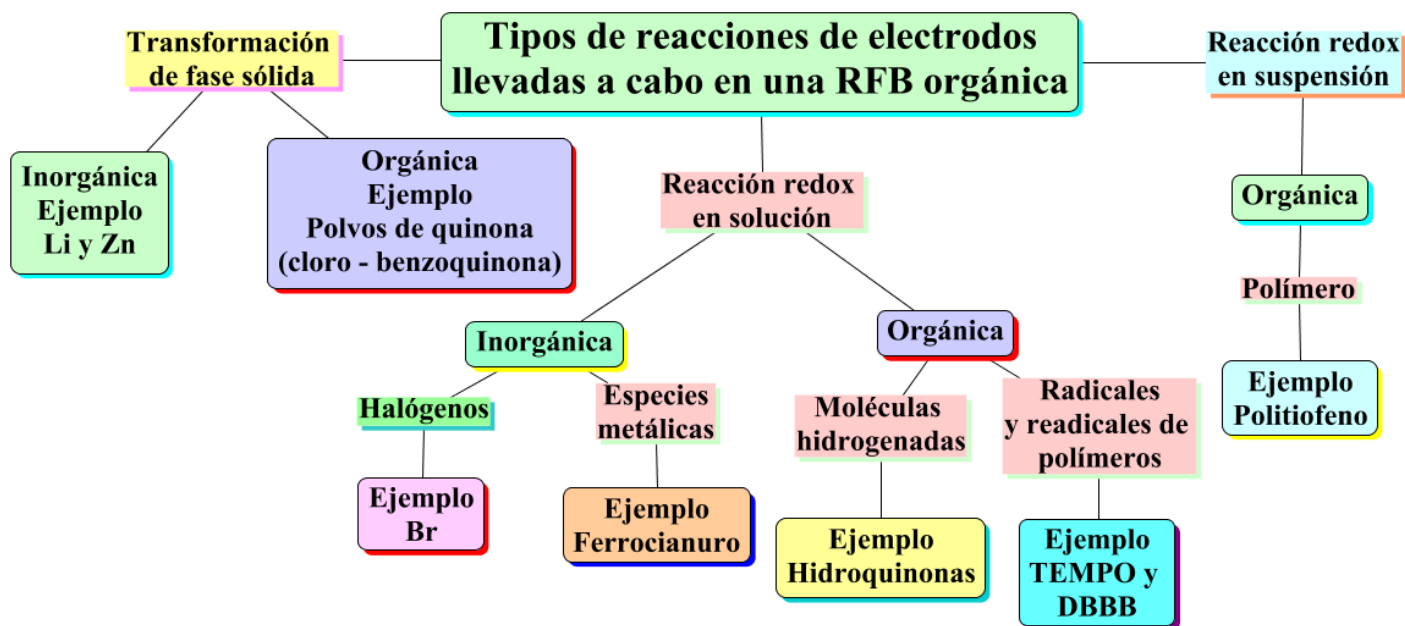 Tipos de reacciones de electrodos
llevadas a cabo en una RFB orgánica
Transformación
de fase sólida
Inorgánica
Ejemplo
Li y Zn
Orgánica
Ejemplo
Polvos de quinona
(cloro - benzoquinona)
Reacción redox
en solución
Inorgánica
Halógenos
Ejemplo
Br
Especies
metálicas
Ejemplo
Ferrocianuro
Orgánica
Moléculas
hidrogenadas
Ejemplo
Hidroquinonas
Radicales
y readicales de
polímeros
Ejemplo
TEMPO y
DBBB
Reacción redox
en suspensión
Orgánica
Polímero
Ejemplo
Politiofeno